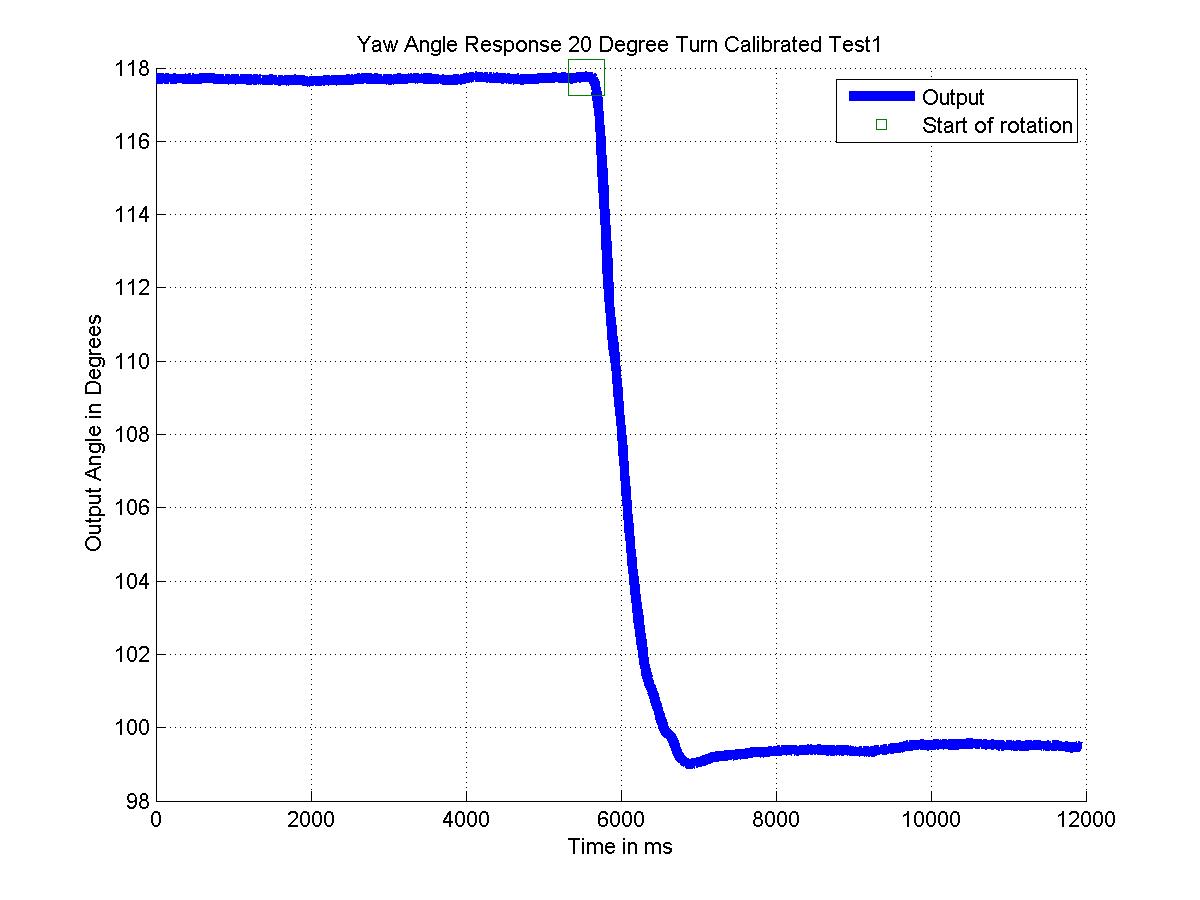 Yaw Angle Response 20 Degree Turn Calibrated Test1
Output
Start of rotation
Output Angle in Degrees
118
116
114
112
110
108
106
104
102
100
98
0 2000 4000 6000 8000 10000 12000
Time in ms